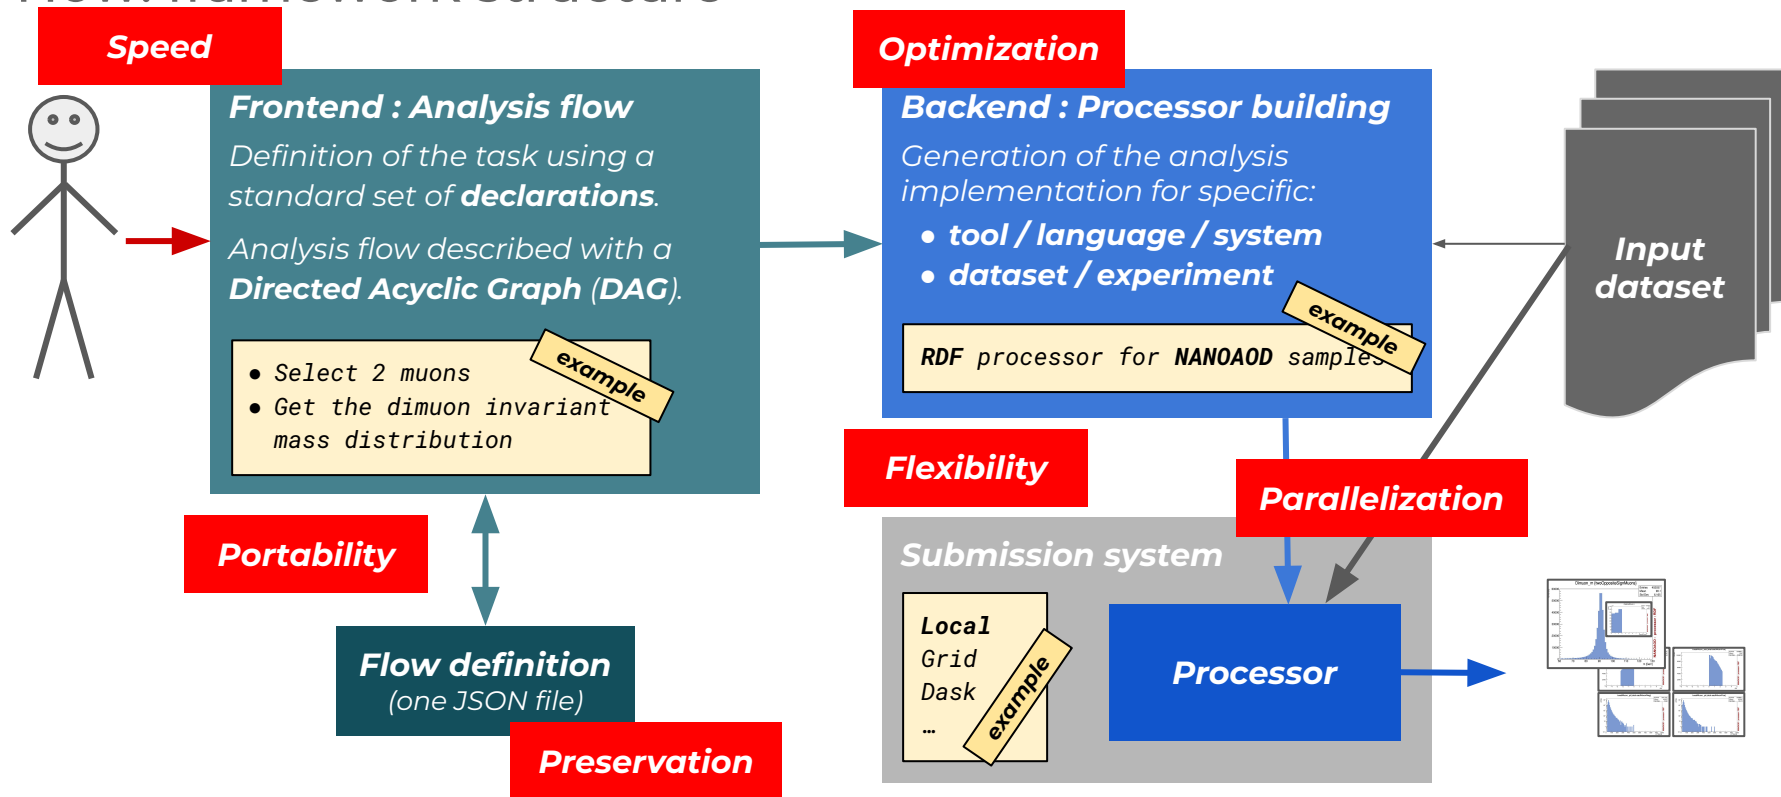 How: framework structure
Speed
Optimization
Frontend : Analysis flow
Definition of the task using a
standard set of declarations.
Analysis flow described with a
Directed Acyclic Graph (DAG).
example
● Select 2 muons
● Get the dimuon invariant
mass distribution
Backend : Processor building
Generation of the analysis
implementation for specific:
● tool / language / system
● dataset / experiment
example
RDF processor for NANOAOD samples
Input
dataset
Flexibility
Parallelization
Portability
Submission system
Local
Grid
Dask
…
example
Processor
Flow definition
(one JSON file)
Preservation